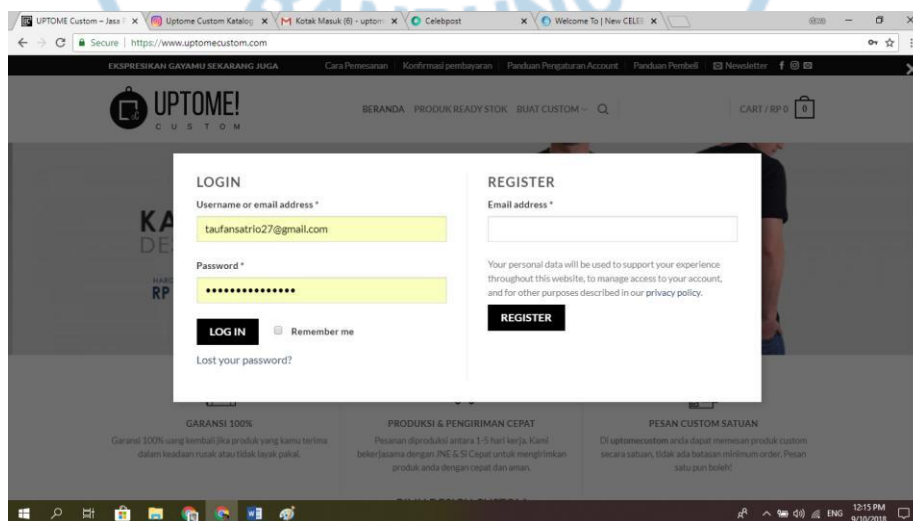 UPTOME Custom – Jasa
Uptome Custom Katalog
Kotak Masuk (6) - uptom
Celebpost
Welcome To | New CELEB
Secure | https://www.uptomecustom.com
EKSPRESIKAN GAYAMU SEKARANG JUGA
Cara Pemesanan
Konfirmasi pembayaran
Panduan Pengaturan Account
Panduan Pembeli
Newsletter
UPTOME!
CUSTOM
BERANDA
PRODUK READY STOK
BUAT CUSTOM
CART / RP 0
0
KA
DE
RP
LOGIN
Username or email address *
taufansatrio27@gmail.com
Password *
LOG IN
Remember me
Lost your password?
REGISTER
Email address *
Your personal data will be used to support your experience
throughout this website, to manage access to your account,
and for other purposes described in our privacy policy.
REGISTER
GARANSI 100%
Garansi 100% uang kembali jika produk yang kamu terima
dalam keadaan rusak atau tidak layak pakai.
PRODUKSI & PENGIRIMAN CEPAT
Pesanan diproduksi antara 1-5 hari kerja. Kami
bekerjasama dengan JNE & Si Cepat untuk mengirimkan
produk anda dengan cepat dan aman.
PESAN CUSTOM SATUAN
Di uptomecustom anda dapat memesan produk custom
secara satuan, tidak ada batasan minimum order. Pesan
satu pun boleh!
ENG
12:15 PM
9/10/2018